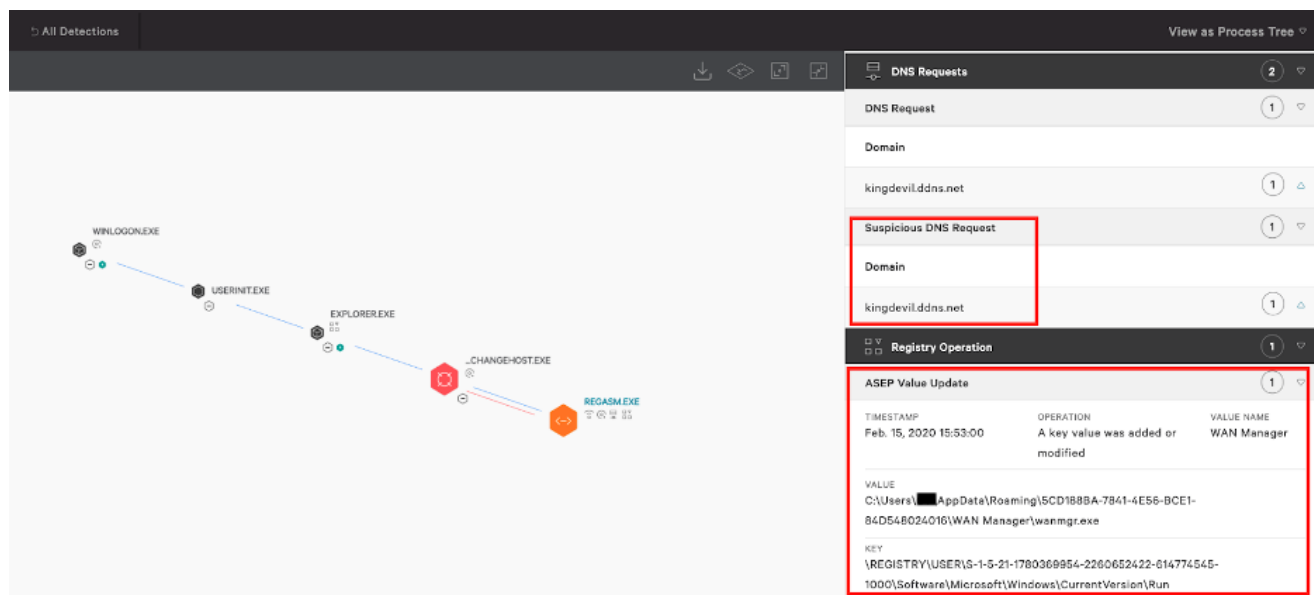 All Detections
View as Process Tree
DNS Requests 2
DNS Request 1
Domain
kingdevil.ddns.net 1
Suspicious DNS Request 1
Domain
kingdevil.ddns.net 1
Registry Operation 1
ASEP Value Update 1
TIMESTAMP
Feb. 15, 2020 15:53:00
OPERATION
A key value was added or
modified
VALUE NAME
WAN Manager
VALUE
C:\Users\ AppData\Roaming\5CD188BA-7841-4E56-BCE1-
84D548024016\WAN Manager\wanmgr.exe
KEY
\REGISTRY\USER\S-1-5-21-1780369954-2260652422-614774545-
1000\Software\Microsoft\Windows\CurrentVersion\Run
WINLOGON.EXE
USERINIT.EXE
EXPLORER.EXE
_CHANGEHOST.EXE
REGASM.EXE